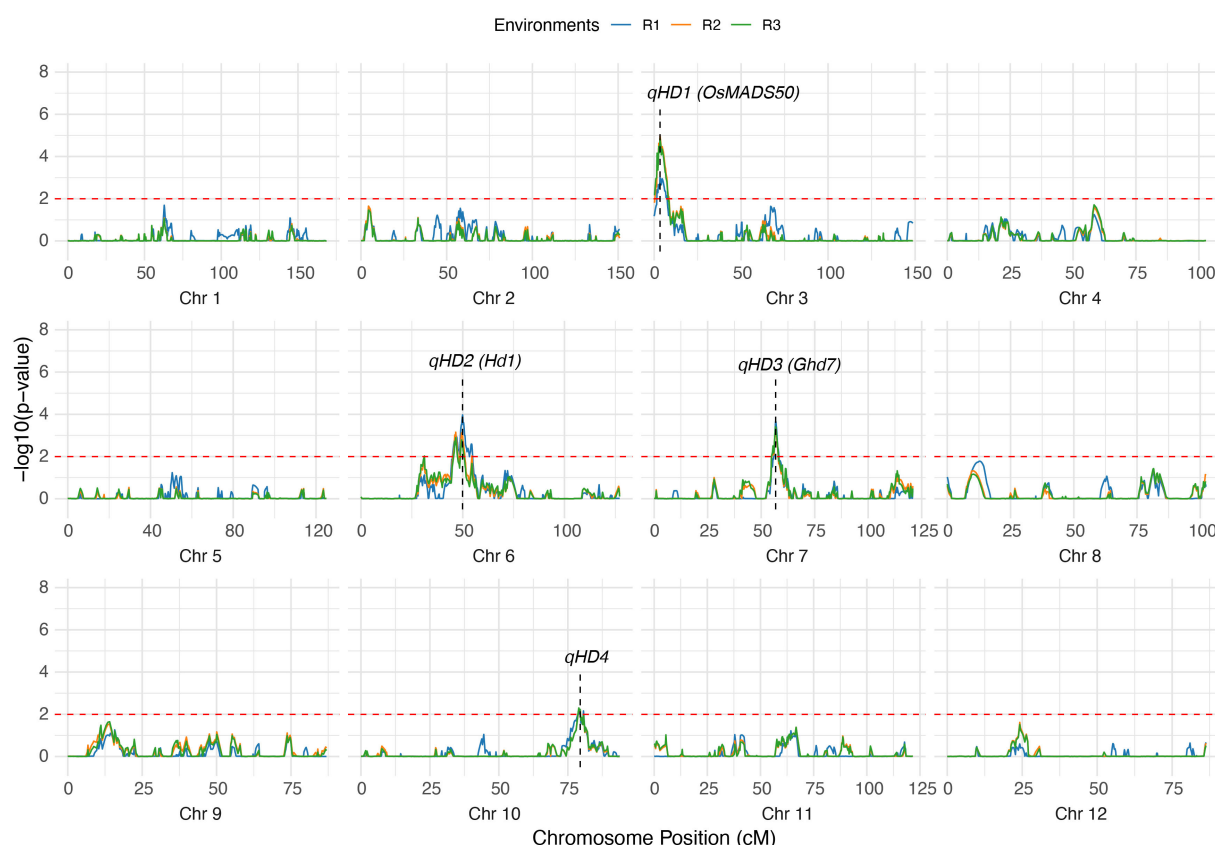 Environments R1 R2 R3
−log10(p−value)
8
6
4
2
0
qHD1 (OsMADS50)
0 50 100 150
0 50 100 150
0 50 100 150
0 25 50 75 100
Chr 1
Chr 2
Chr 3
Chr 4
8
6
4
2
0
qHD2 (Hd1)
qHD3 (Ghd7)
0 40 80 120
0 50 100
0 25 50 75 100 125
0 25 50 75 100
Chr 5
Chr 6
Chr 7
Chr 8
8
6
4
2
0
qHD4
0 25 50 75
0 25 50 75
0 25 50 75 100 125
0 25 50 75
Chr 9
Chr 10
Chr 11
Chr 12
Chromosome Position (cM)